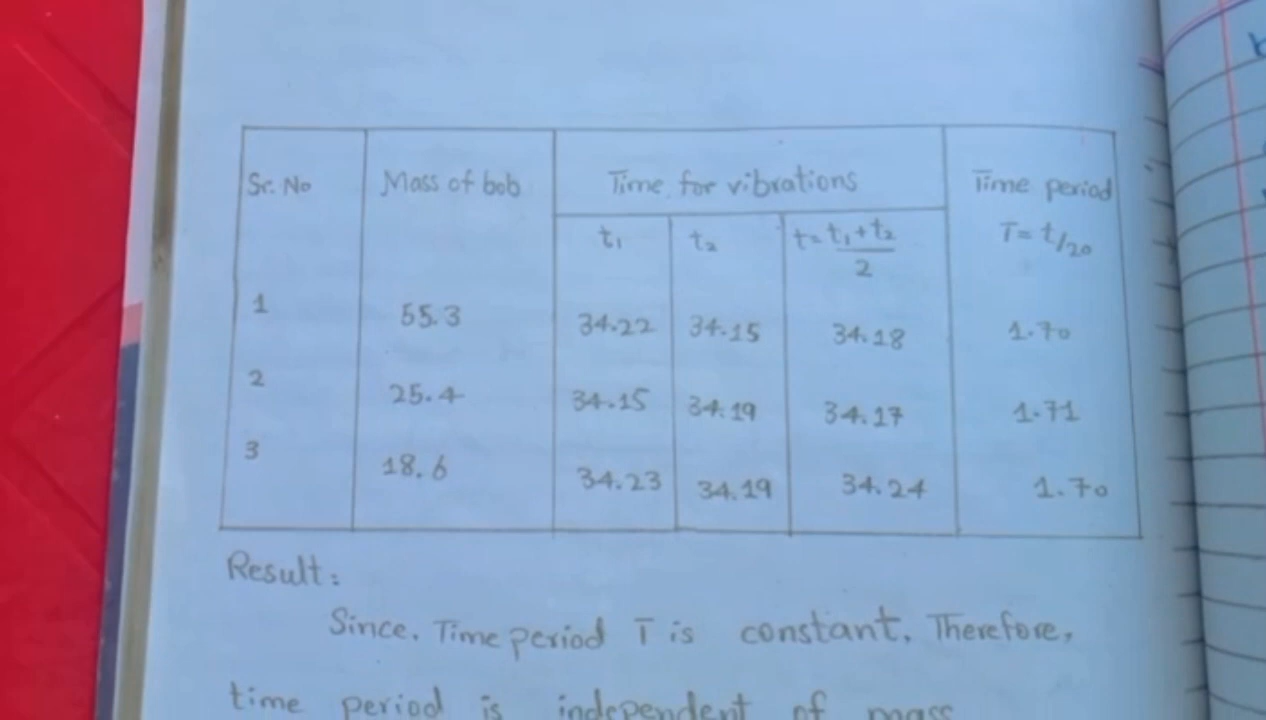 Sr. No Mass of bob Time for vibrations Time period
t₁ t₂ t= t₁+t₂/2 T= t/20
1 55.3 34.22 34.15 34.18 1.70
2 25.4 34.15 34.19 34.17 1.71
3 18.6 34.23 34.19 34.24 1.70
Result:
Since, Time period T is constant. Therefore,
time period is independent of mass